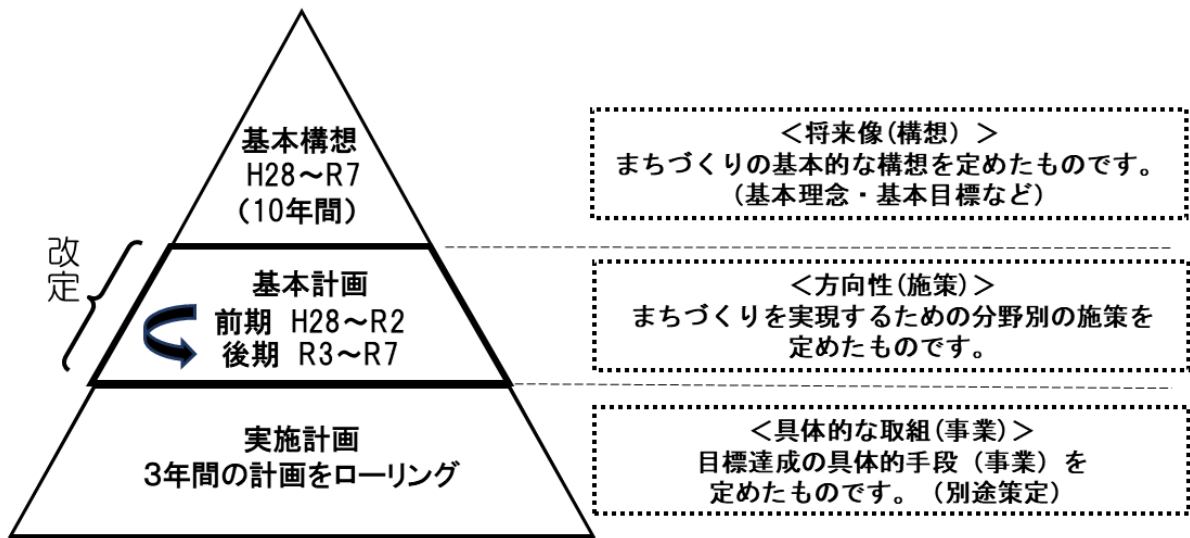 基本構想
H28～R7
（10年間）
＜将来像(構想）＞
まちづくりの基本的な構想を定めたものです。
（基本理念・基本目標など）
改定
基本計画
前期 H28～R2
後期 R3～R7
＜方向性(施策)＞
まちづくりを実現するための分野別の施策を
定めたものです。
実施計画
３年間の計画をローリング
＜具体的な取組(事業)＞
目標達成の具体的手段（事業）を
定めたものです。（別途策定）